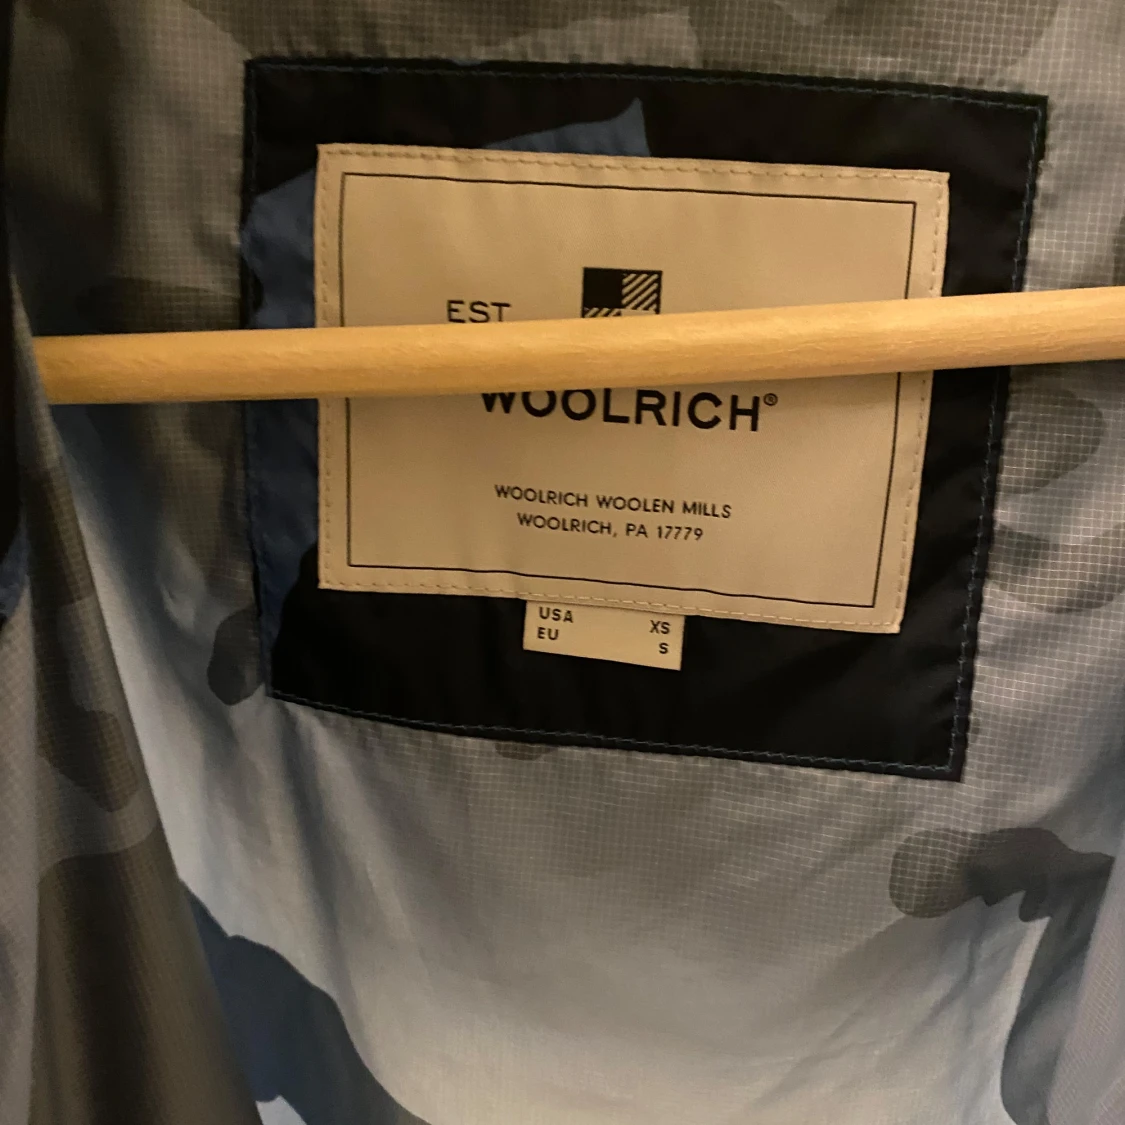 EST
WOOLRICH®
WOOLRICH WOOLEN MILLS
WOOLRICH, PA 17779
USA XS
EU S